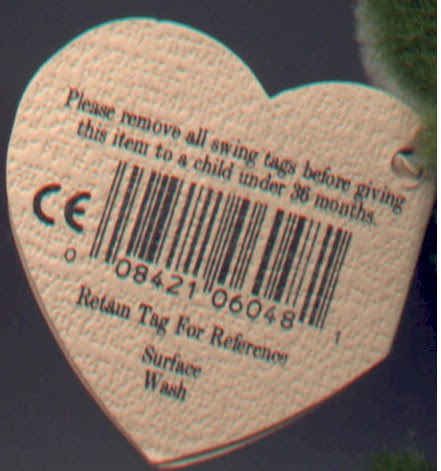 Please remove all swing tags before giving
this item to a child under 36 months.
CE
0 08421 06048 1
Retain Tag For Reference
Surface
Wash